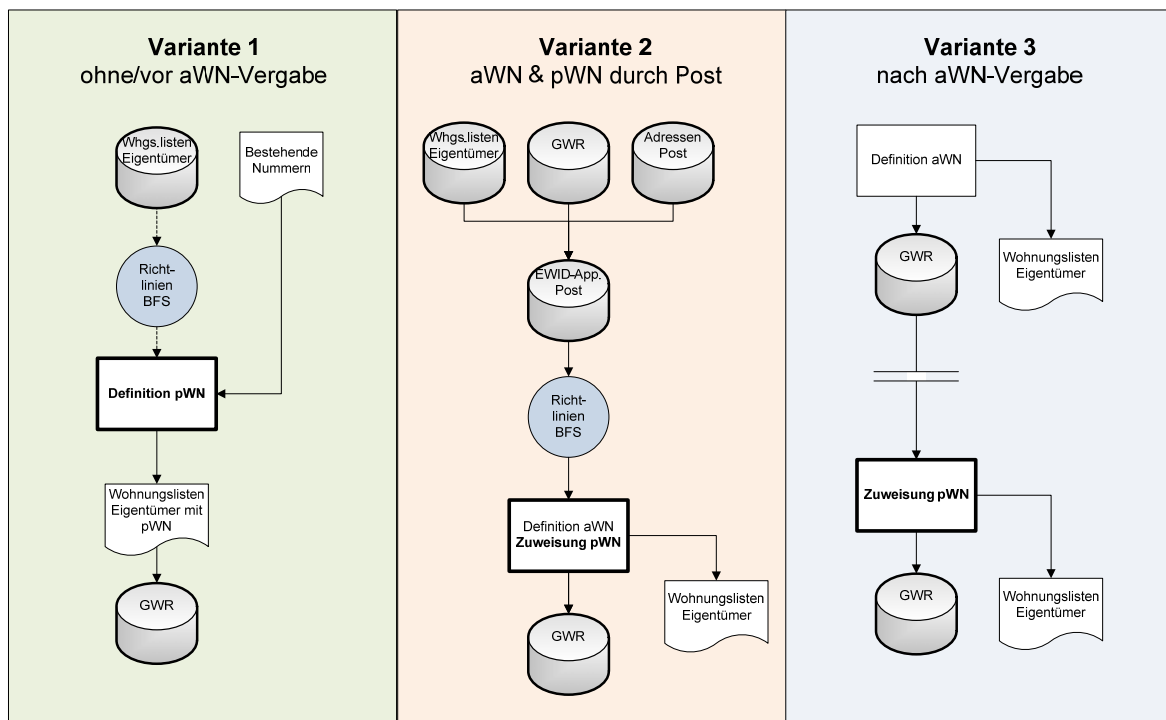 Variante 1
ohne/vor aWN-Vergabe
Whgs.listen
Eigentümer
Bestehende
Nummern
Richt-
linien
BFS
Definition pWN
Wohnungslisten
Eigentümer mit
pWN
GWR
Variante 2
aWN & pWN durch Post
Whgs.listen
Eigentümer
GWR
Adressen
Post
EWID-App.
Post
Richt-
linien
BFS
Definition aWN
Zuweisung pWN
Wohnungslisten
Eigentümer
GWR
Variante 3
nach aWN-Vergabe
Definition aWN
GWR
Wohnungslisten
Eigentümer
Zuweisung pWN
GWR
Wohnungslisten
Eigentümer